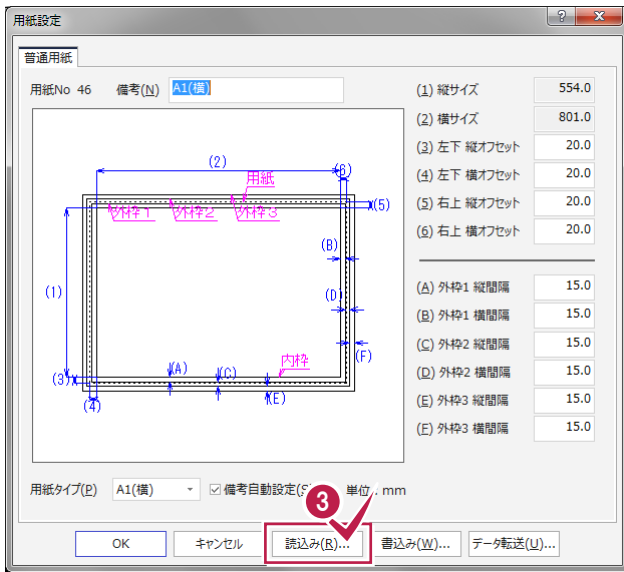 用紙設定
普通用紙
用紙No 46 備考(N) A1(横)
(1) 縦サイズ 554.0
(2) 横サイズ 801.0
(3) 左下 縦オフセット 20.0
(4) 左下 横オフセット 20.0
(5) 右上 縦オフセット 20.0
(6) 右上 横オフセット 20.0
(A) 外枠1 縦間隔 15.0
(B) 外枠1 横間隔 15.0
(C) 外枠2 縦間隔 15.0
(D) 外枠2 横間隔 15.0
(E) 外枠3 縦間隔 15.0
(F) 外枠3 横間隔 15.0
(2)
(6)
用紙
(5)
外枠1 外枠2 外枠3
(B)
(1)
(D)
内枠
(F)
(3)
(A)
(C)
(4)
(E)
用紙タイプ(P) A1(横) 備考自動設定( 単位: mm
3
OK キャンセル 読込み(R)... 書込み(W)... データ転送(U)...